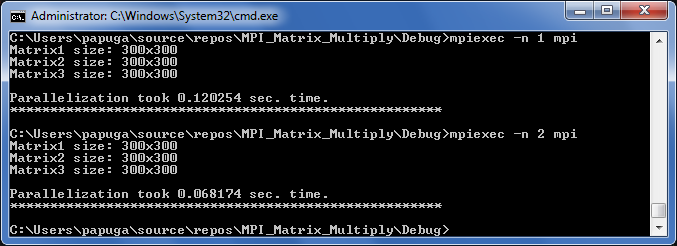 Administrator: C:\Windows\System32\cmd.exe
C:\Users\papuga\source\repos\MPI_Matrix_Multiply\Debug>mpiexec -n 1 mpi
Matrix1 size: 300x300
Matrix2 size: 300x300
Matrix3 size: 300x300
Parallelization took 0.120254 sec. time.
******************************************************
C:\Users\papuga\source\repos\MPI_Matrix_Multiply\Debug>mpiexec -n 2 mpi
Matrix1 size: 300x300
Matrix2 size: 300x300
Matrix3 size: 300x300
Parallelization took 0.068174 sec. time.
******************************************************
C:\Users\papuga\source\repos\MPI_Matrix_Multiply\Debug>